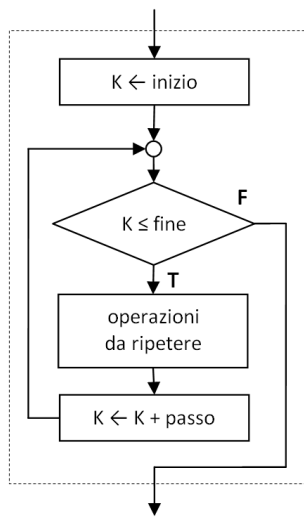 K ← inizio
K ≤ fine
F
T
operazioni
da ripetere
K ← K + passo